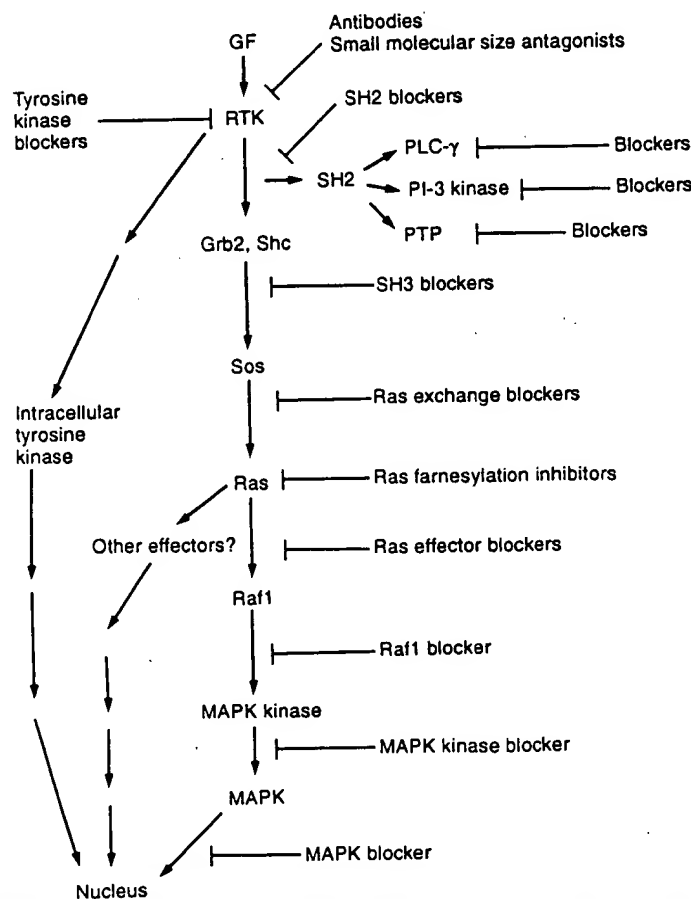 Antibodies
Small molecular size antagonists
GF
Tyrosine
kinase
blockers
RTK
SH2 blockers
PLC-γ
Blockers
SH2
PI-3 kinase
Blockers
PTP
Blockers
Grb2, Shc
SH3 blockers
Sos
Ras exchange blockers
Intracellular
tyrosine
kinase
Ras
Ras farnesylation inhibitors
Other effectors?
Ras effector blockers
Raf1
Raf1 blocker
MAPK kinase
MAPK kinase blocker
MAPK
MAPK blocker
Nucleus